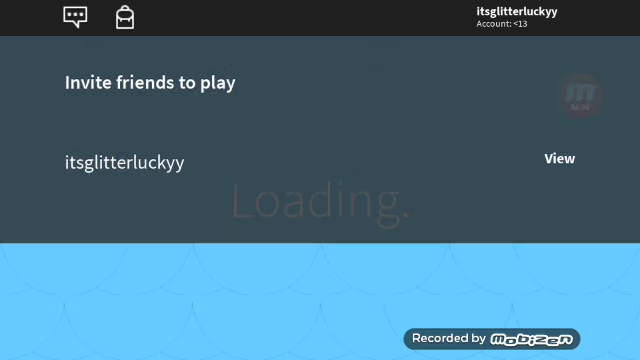 itsglitterluckyy
Account: <13
Invite friends to play
itsglitterluckyy
View
Loading.
Recorded by mobizen